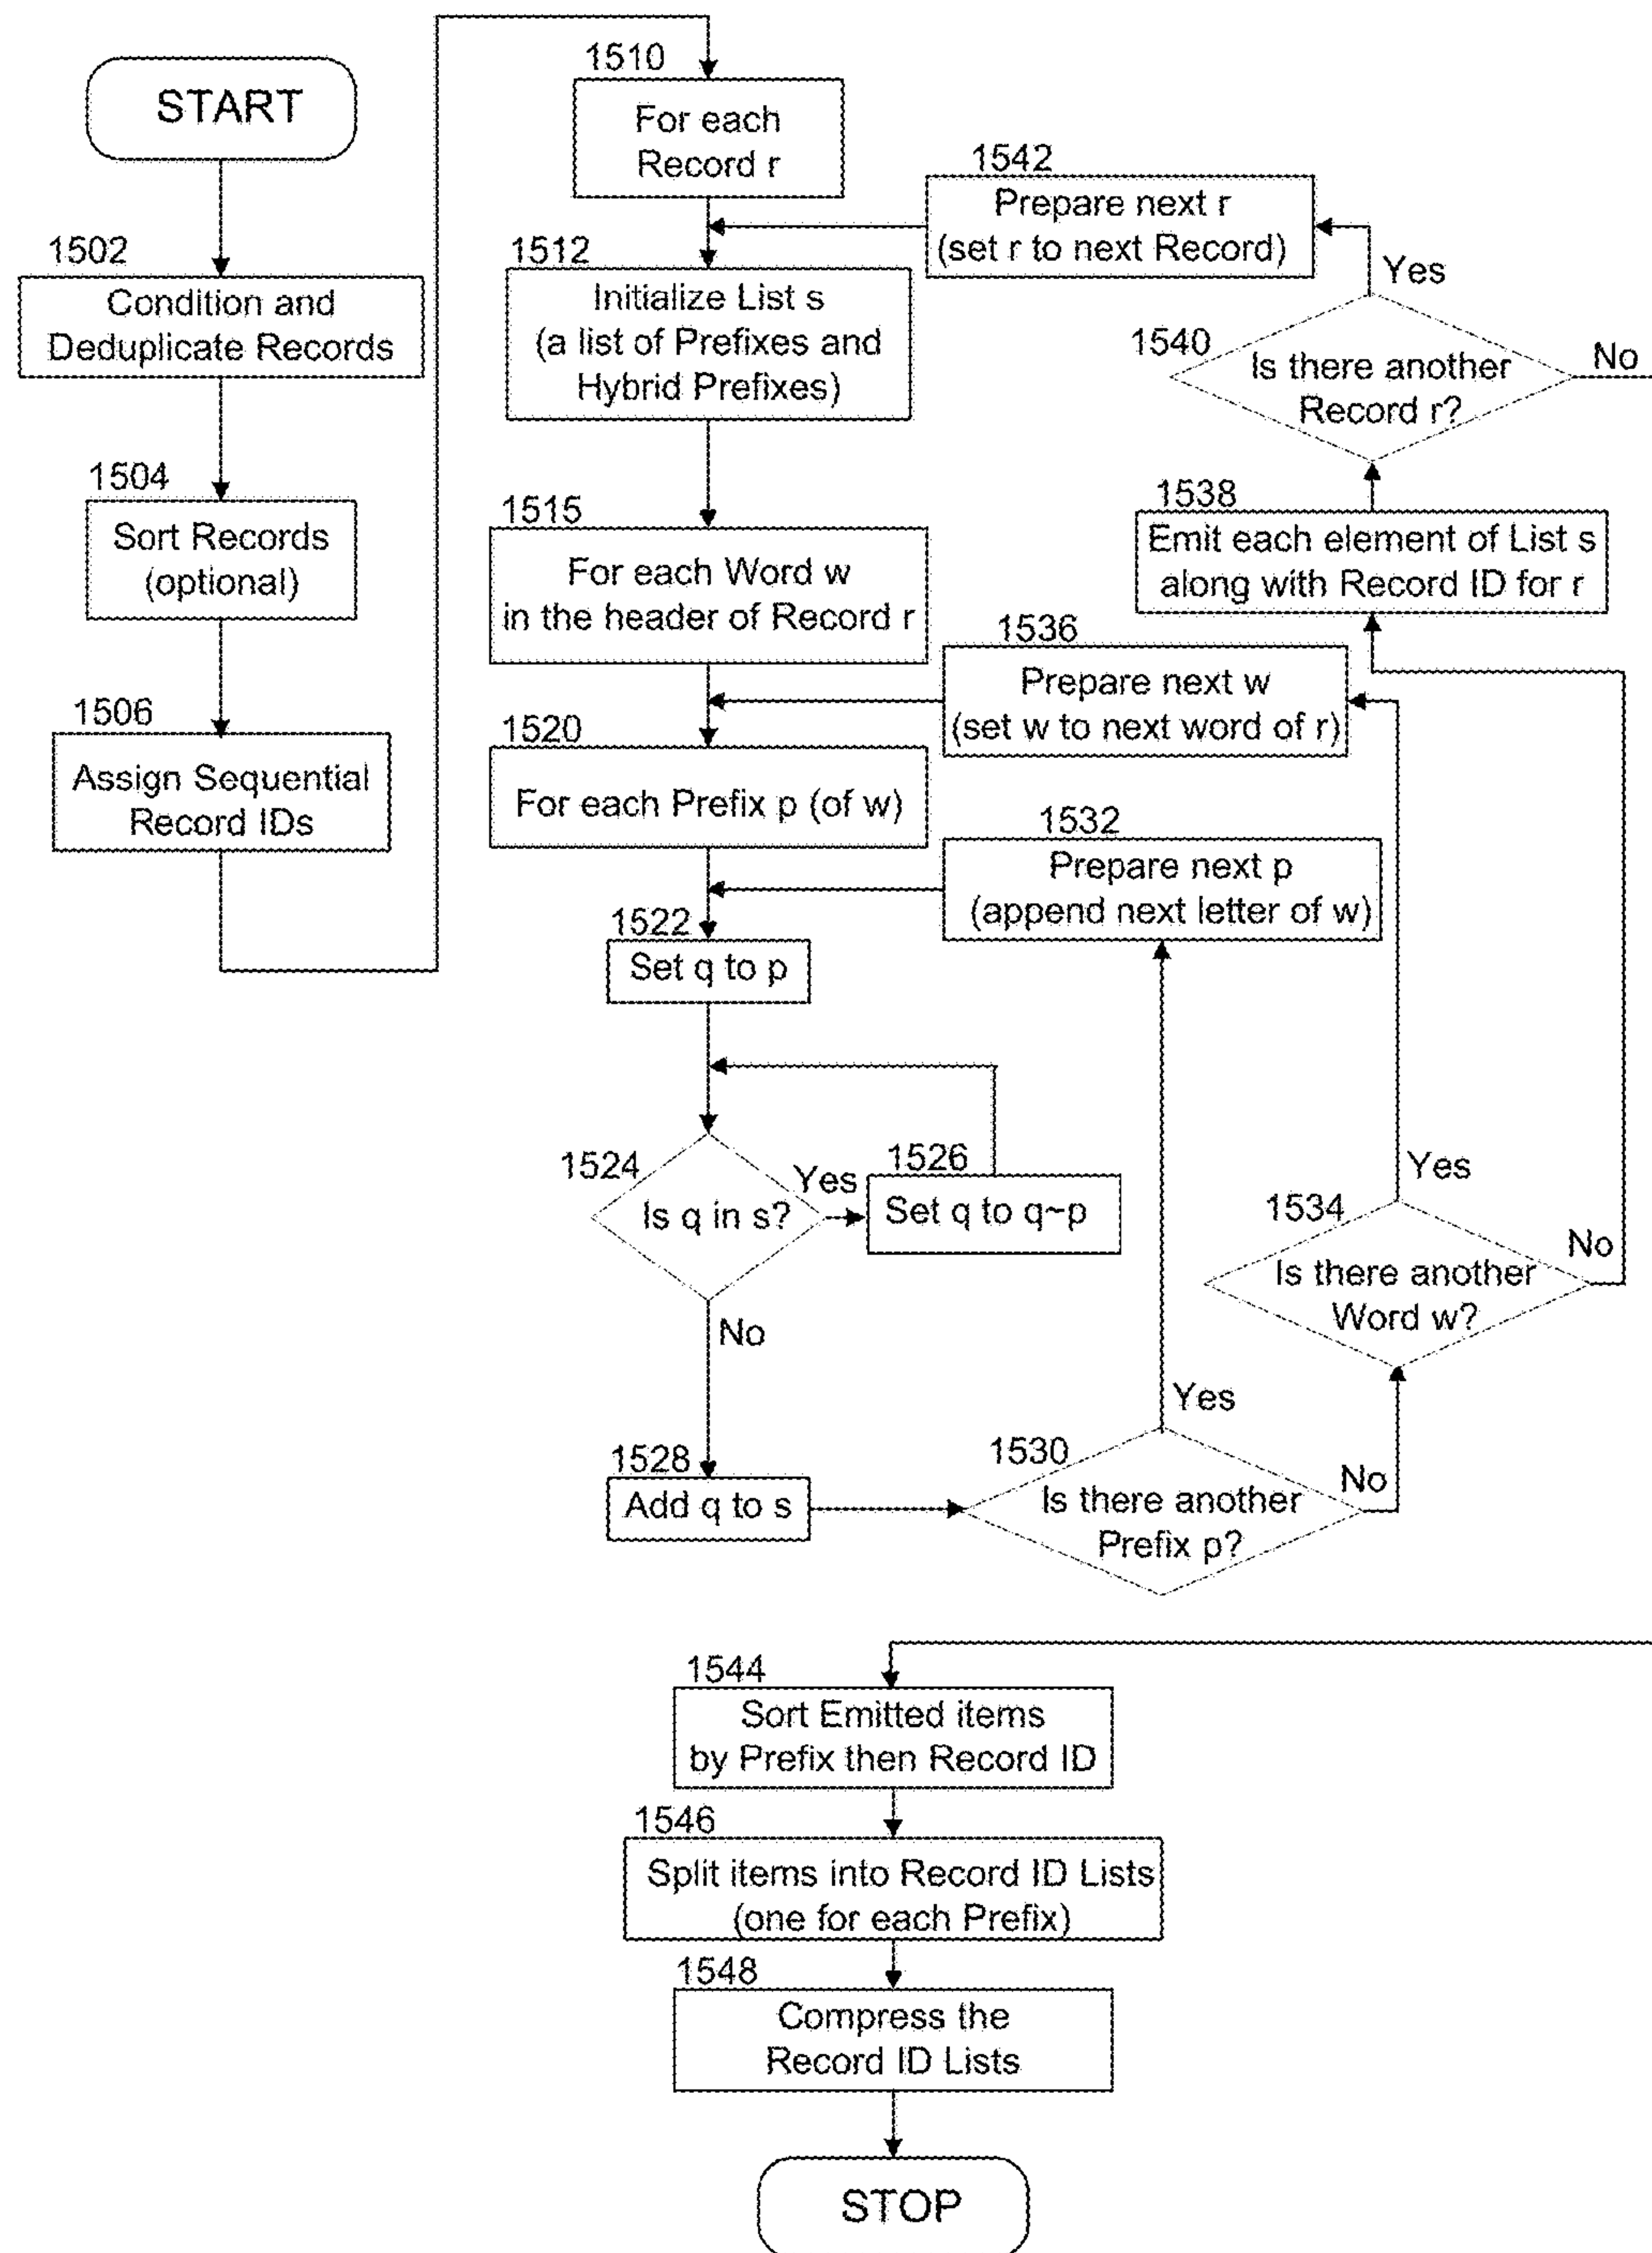 START
1502
Condition and
Deduplicate Records
1504
Sort Records
(optional)
1506
Assign Sequential
Record IDs
1510
For each
Record r
1512
Initialize List s
(a list of Prefixes and
Hybrid Prefixes)
1515
For each Word w
in the header of Record r
1520
For each Prefix p (of w)
1522
Set q to p
1524
Is q in s?
Yes
1526
Set q to q~p
No
1528
Add q to s
1530
Is there another
Prefix p?
Yes
No
1532
Prepare next p
(append next letter of w)
1534
Is there another
Word w?
Yes
No
1536
Prepare next w
(set w to next word of r)
1538
Emit each element of List s
along with Record ID for r
1540
Is there another
Record r?
Yes
No
1542
Prepare next r
(set r to next Record)
1544
Sort Emitted items
by Prefix then Record ID
1546
Split items into Record ID Lists
(one for each Prefix)
1548
Compress the
Record ID Lists
STOP